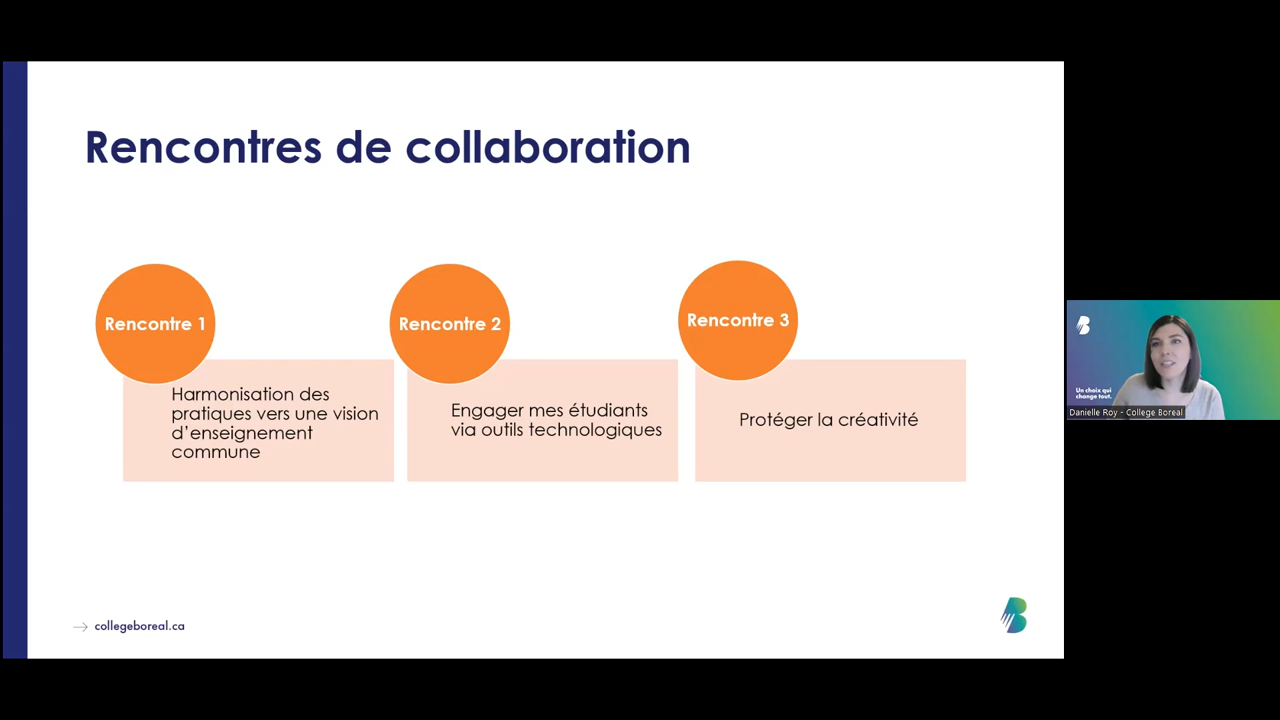 Rencontres de collaboration
Rencontre 1
Harmonisation des
pratiques vers une vision
d’enseignement
commune
Rencontre 2
Engager mes étudiants
via outils technologiques
Rencontre 3
Protéger la créativité
collegeboreal.ca
Un choix qui
change tout.
Danielle Roy - College Boreal